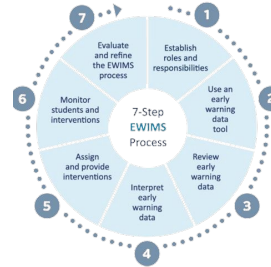 1
Establish
roles and
responsibilities
2
Use an
early
warning
data
tool
3
Review
early
warning
data
4
Interpret
early
warning
data
5
Assign
and provide
interventions
6
Monitor
students and
interventions
7
Evaluate
and refine
the EWIMS
process
7-Step
EWIMS
Process